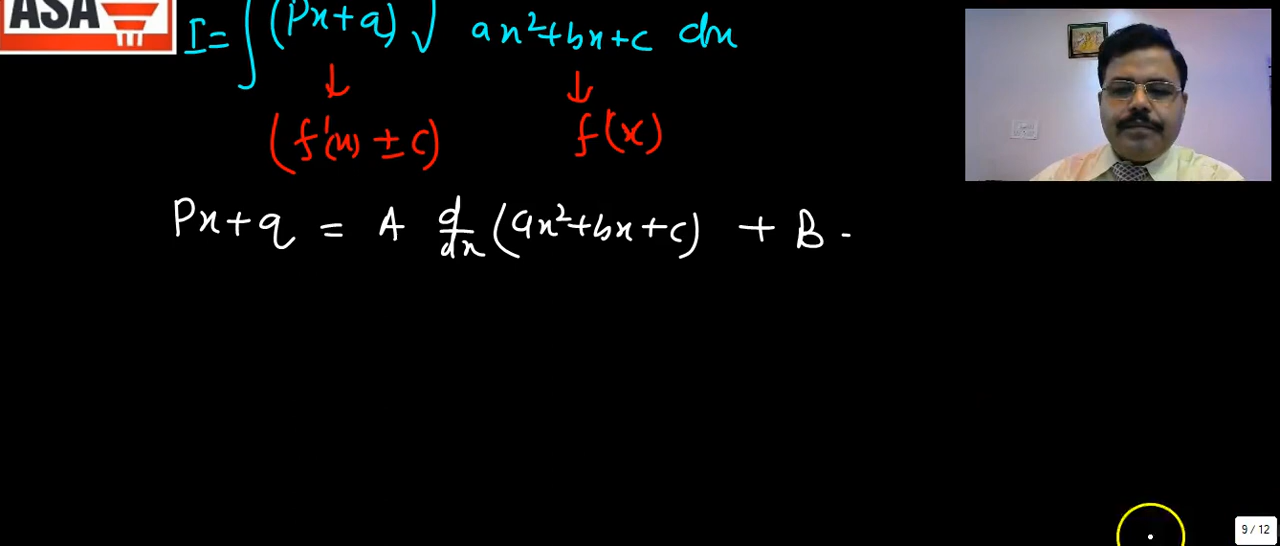 ASA
I = ∫ (Px + q) √ ax² + bx + c dx
↓ ↓
(f'(x) ± c) f(x)
Px + q = A d/dx (ax² + bx + c) + B -
9 / 12